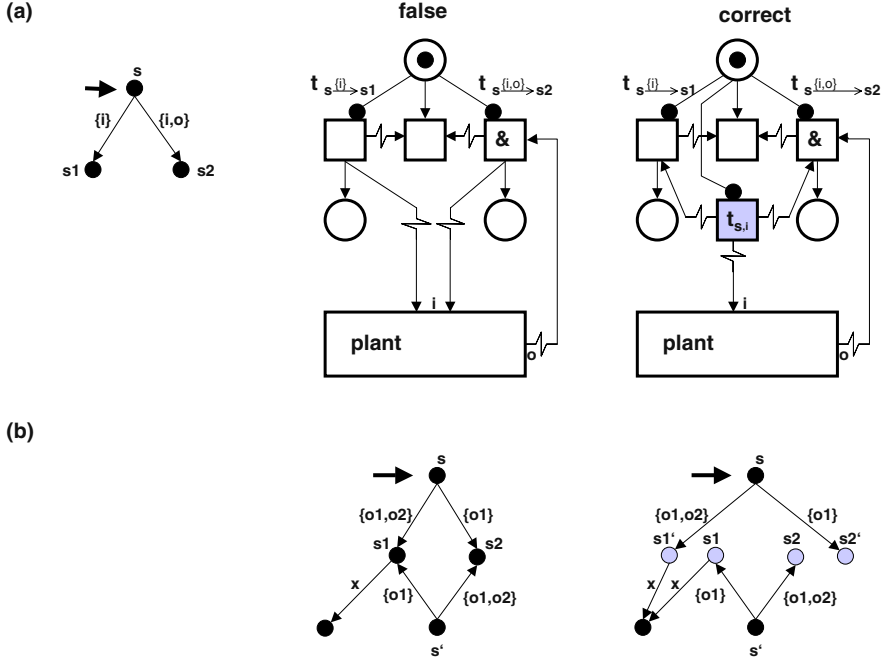 (a)
false
correct
s
{i}
{i,o}
s1
s2
t s {i} s1
t s {i,o} s2
&
i
plant
o
t s {i} s1
t s {i,o} s2
&
t s,i
i
plant
o
(b)
s
{o1,o2}
{o1}
s1
s2
x
{o1}
{o1,o2}
s‘
s
{o1,o2}
{o1}
s1‘
s1
s2
s2‘
x
x
{o1}
{o1,o2}
s‘